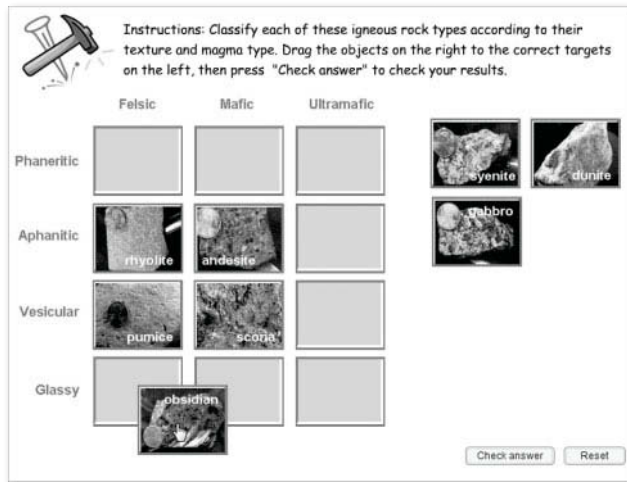 Instructions: Classify each of these igneous rock types according to their
texture and magma type. Drag the objects on the right to the correct targets
on the left, then press "Check answer" to check your results.
Felsic Mafic Ultramafic
Phaneritic
syenite dunite
gabbro
Aphanitic
rhyolite andesite
Vesicular
pumice scoria
Glassy
obsidian
Check answer Reset